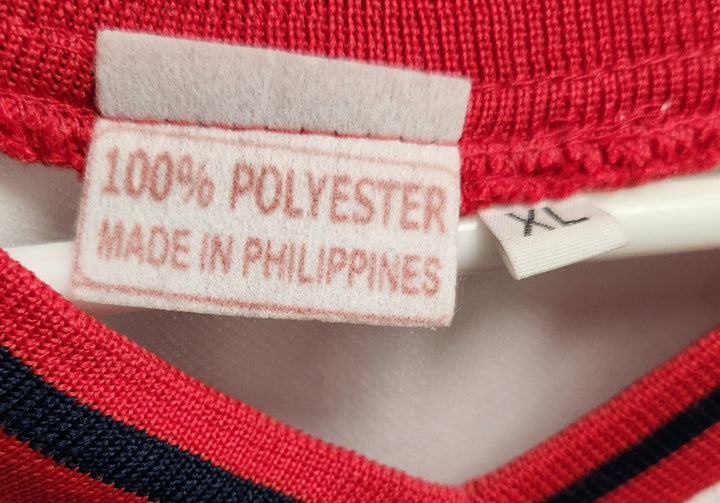 100% POLYESTER
MADE IN PHILIPPINES
XL